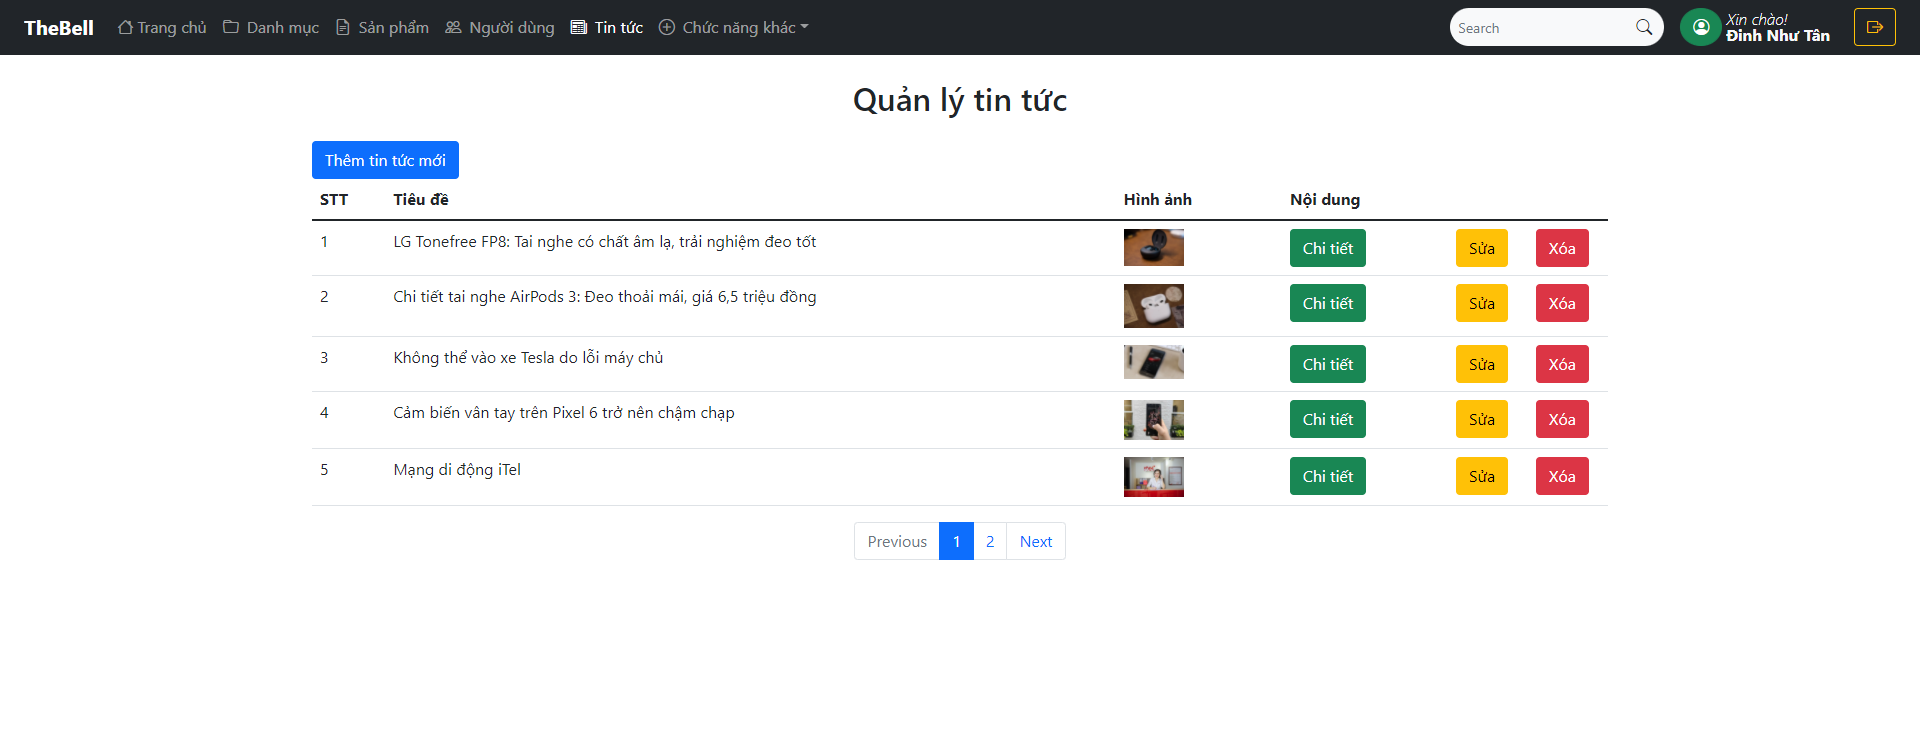 TheBell Trang chủ Danh mục Sản phẩm Người dùng Tin tức Chức năng khác Search Xin chào!
Đinh Như Tân
Quản lý tin tức
Thêm tin tức mới
STT Tiêu đề Hình ảnh Nội dung
1 LG Tonefree FP8: Tai nghe có chất âm lạ, trải nghiệm đeo tốt Chi tiết Sửa Xóa
2 Chi tiết tai nghe AirPods 3: Đeo thoải mái, giá 6,5 triệu đồng Chi tiết Sửa Xóa
3 Không thể vào xe Tesla do lỗi máy chủ Chi tiết Sửa Xóa
4 Cảm biến vân tay trên Pixel 6 trở nên chậm chạp Chi tiết Sửa Xóa
5 Mạng di động iTel Chi tiết Sửa Xóa
Previous 1 2 Next